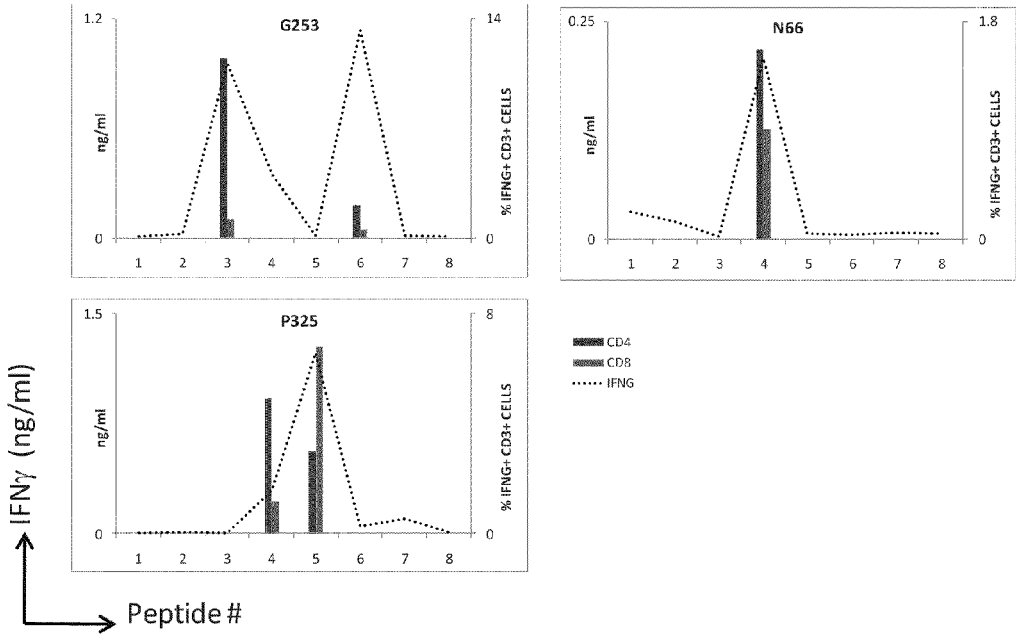 G253
1.2
0
ng/ml
14
0
% IFNG+ CD3+ CELLS
1 2 3 4 5 6 7 8
N66
0.25
0
ng/ml
1.8
0
% IFNG+ CD3+ CELLS
1 2 3 4 5 6 7 8
P325
1.5
0
ng/ml
8
0
% IFNG+ CD3+ CELLS
1 2 3 4 5 6 7 8
CD4
CD8
IFNG
IFNγ (ng/ml)
Peptide #